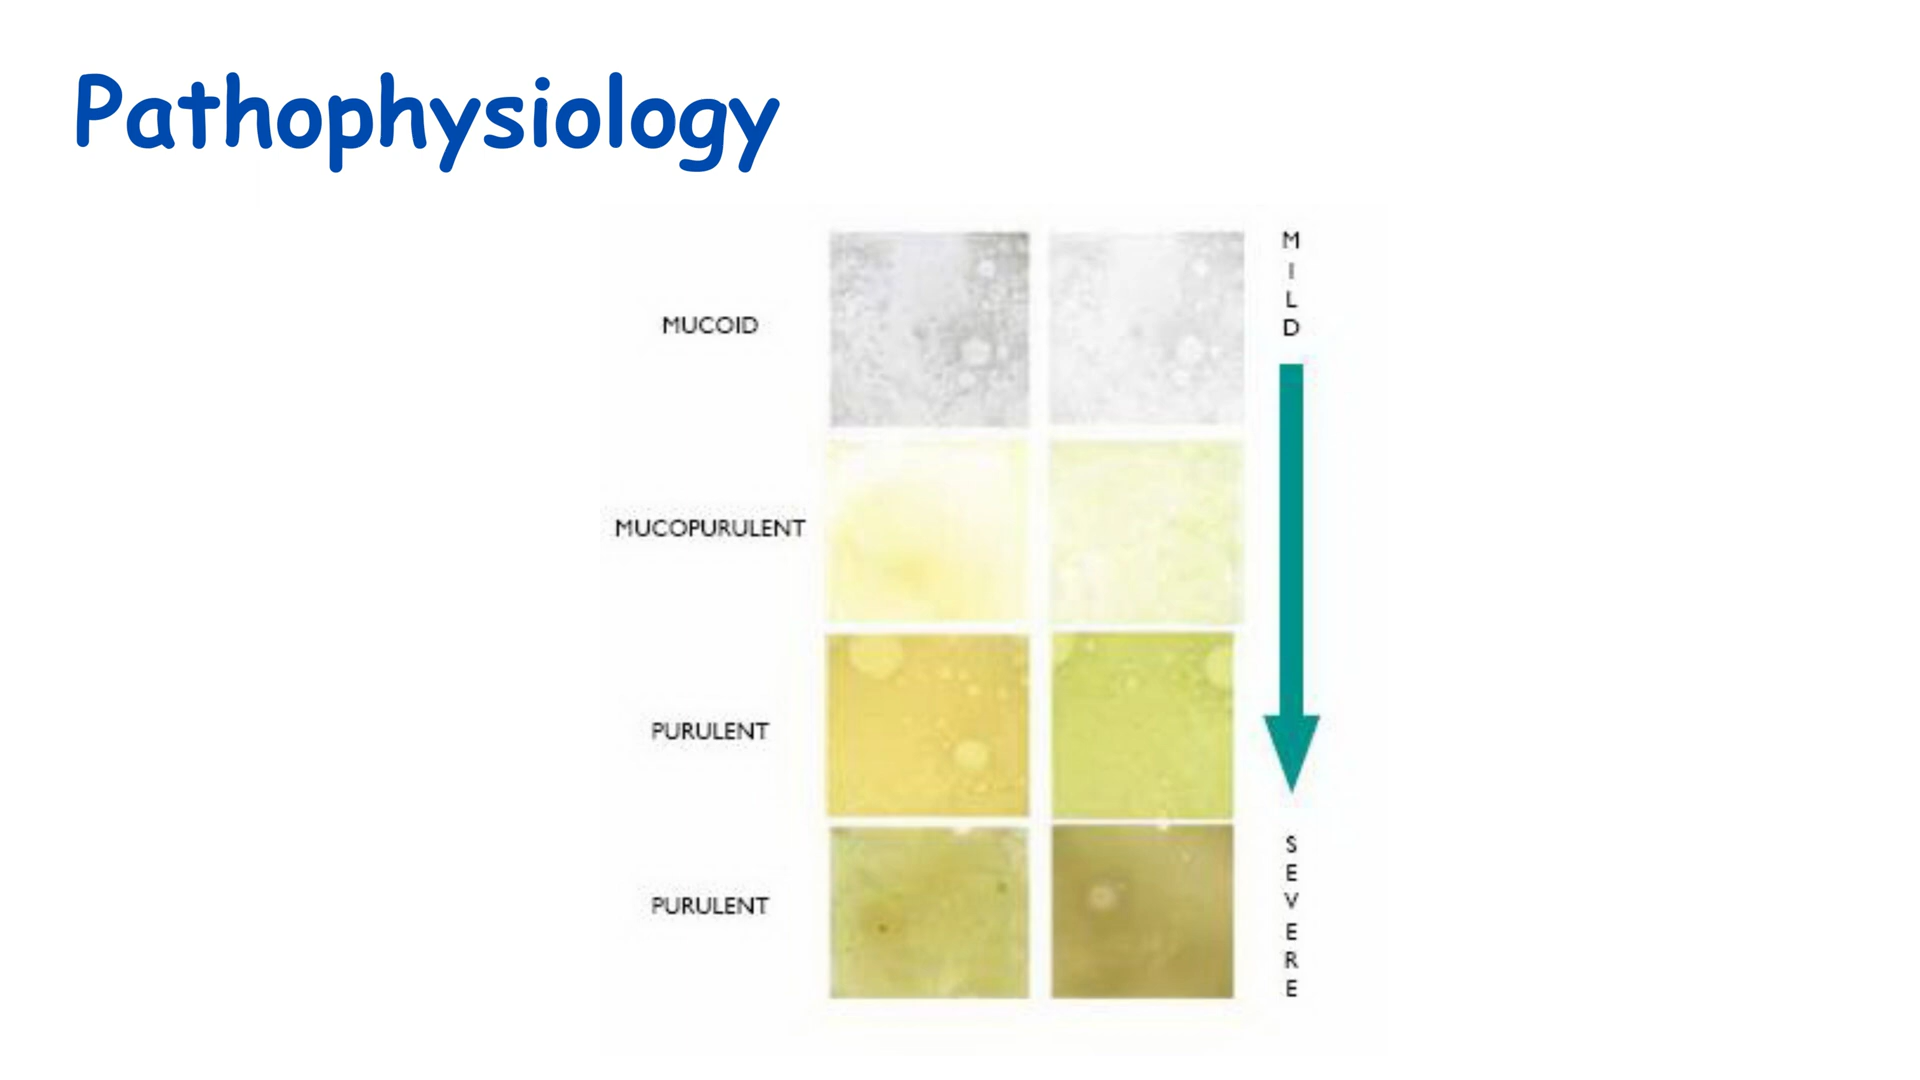 Pathophysiology
MUCOID
MUCOPURULENT
PURULENT
PURULENT
MILD
SEVERE